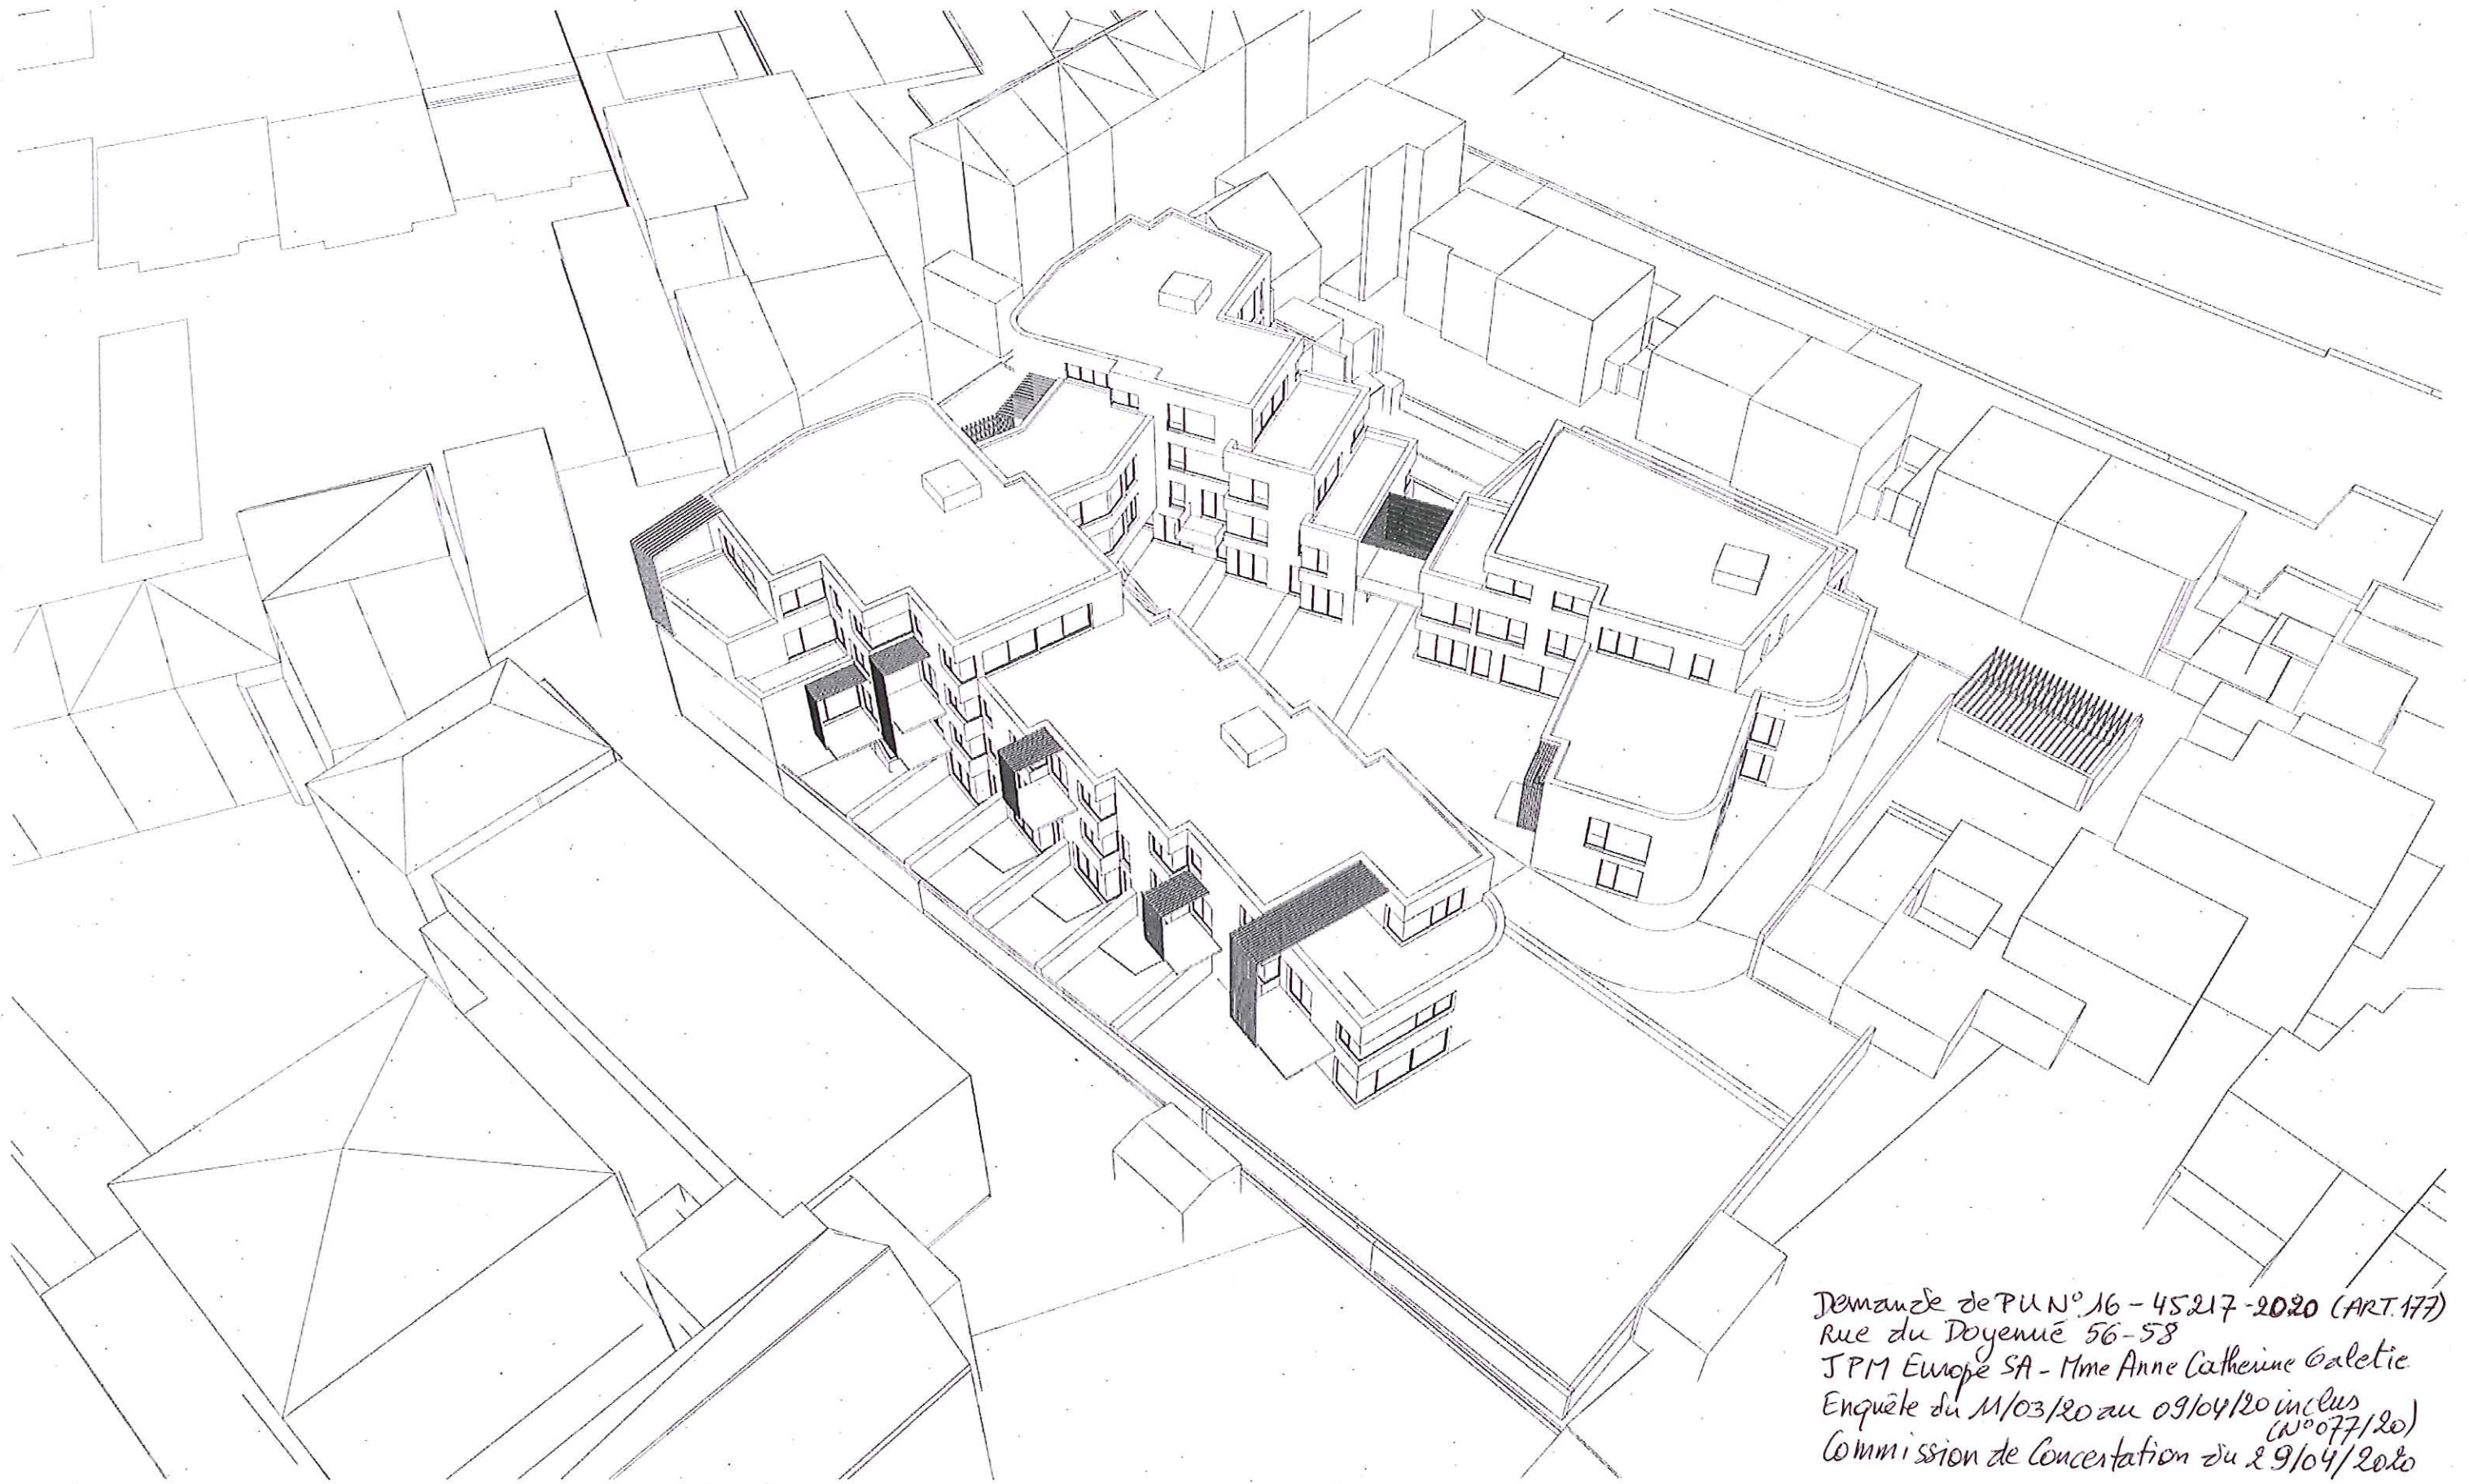 Demande de PU N° 16-45217-2020 (ART.177)
Rue du Doyenné 56-58
JPM Europe SA - Mme Anne Catherine Galetic
Enquête du 11/03/20 au 09/04/20 inclus
(N°077/20)
Commission de Concertation du 29/04/2020